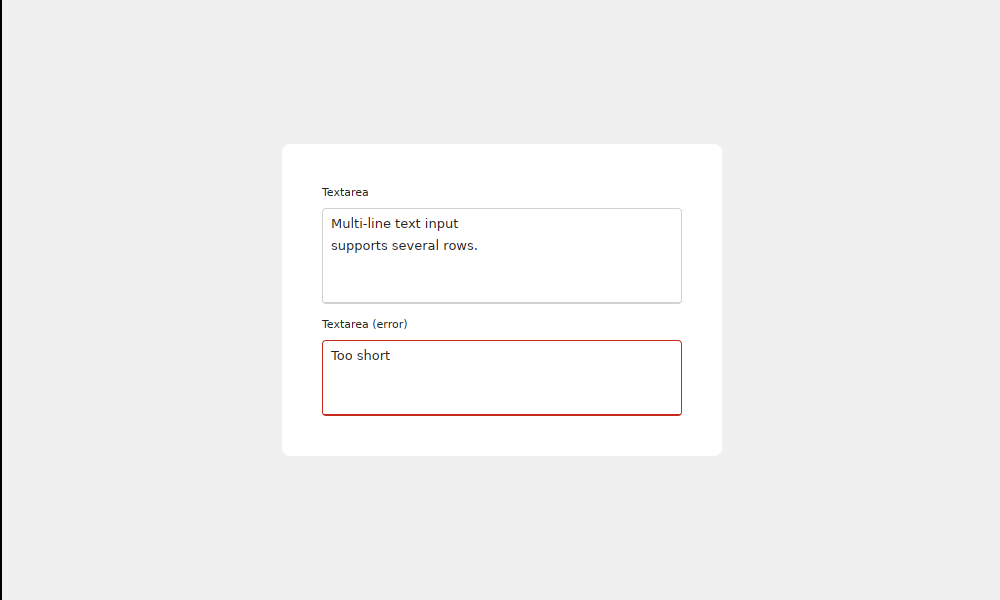 Textarea
Multi-line text input
supports several rows.
Textarea (error)
Too short